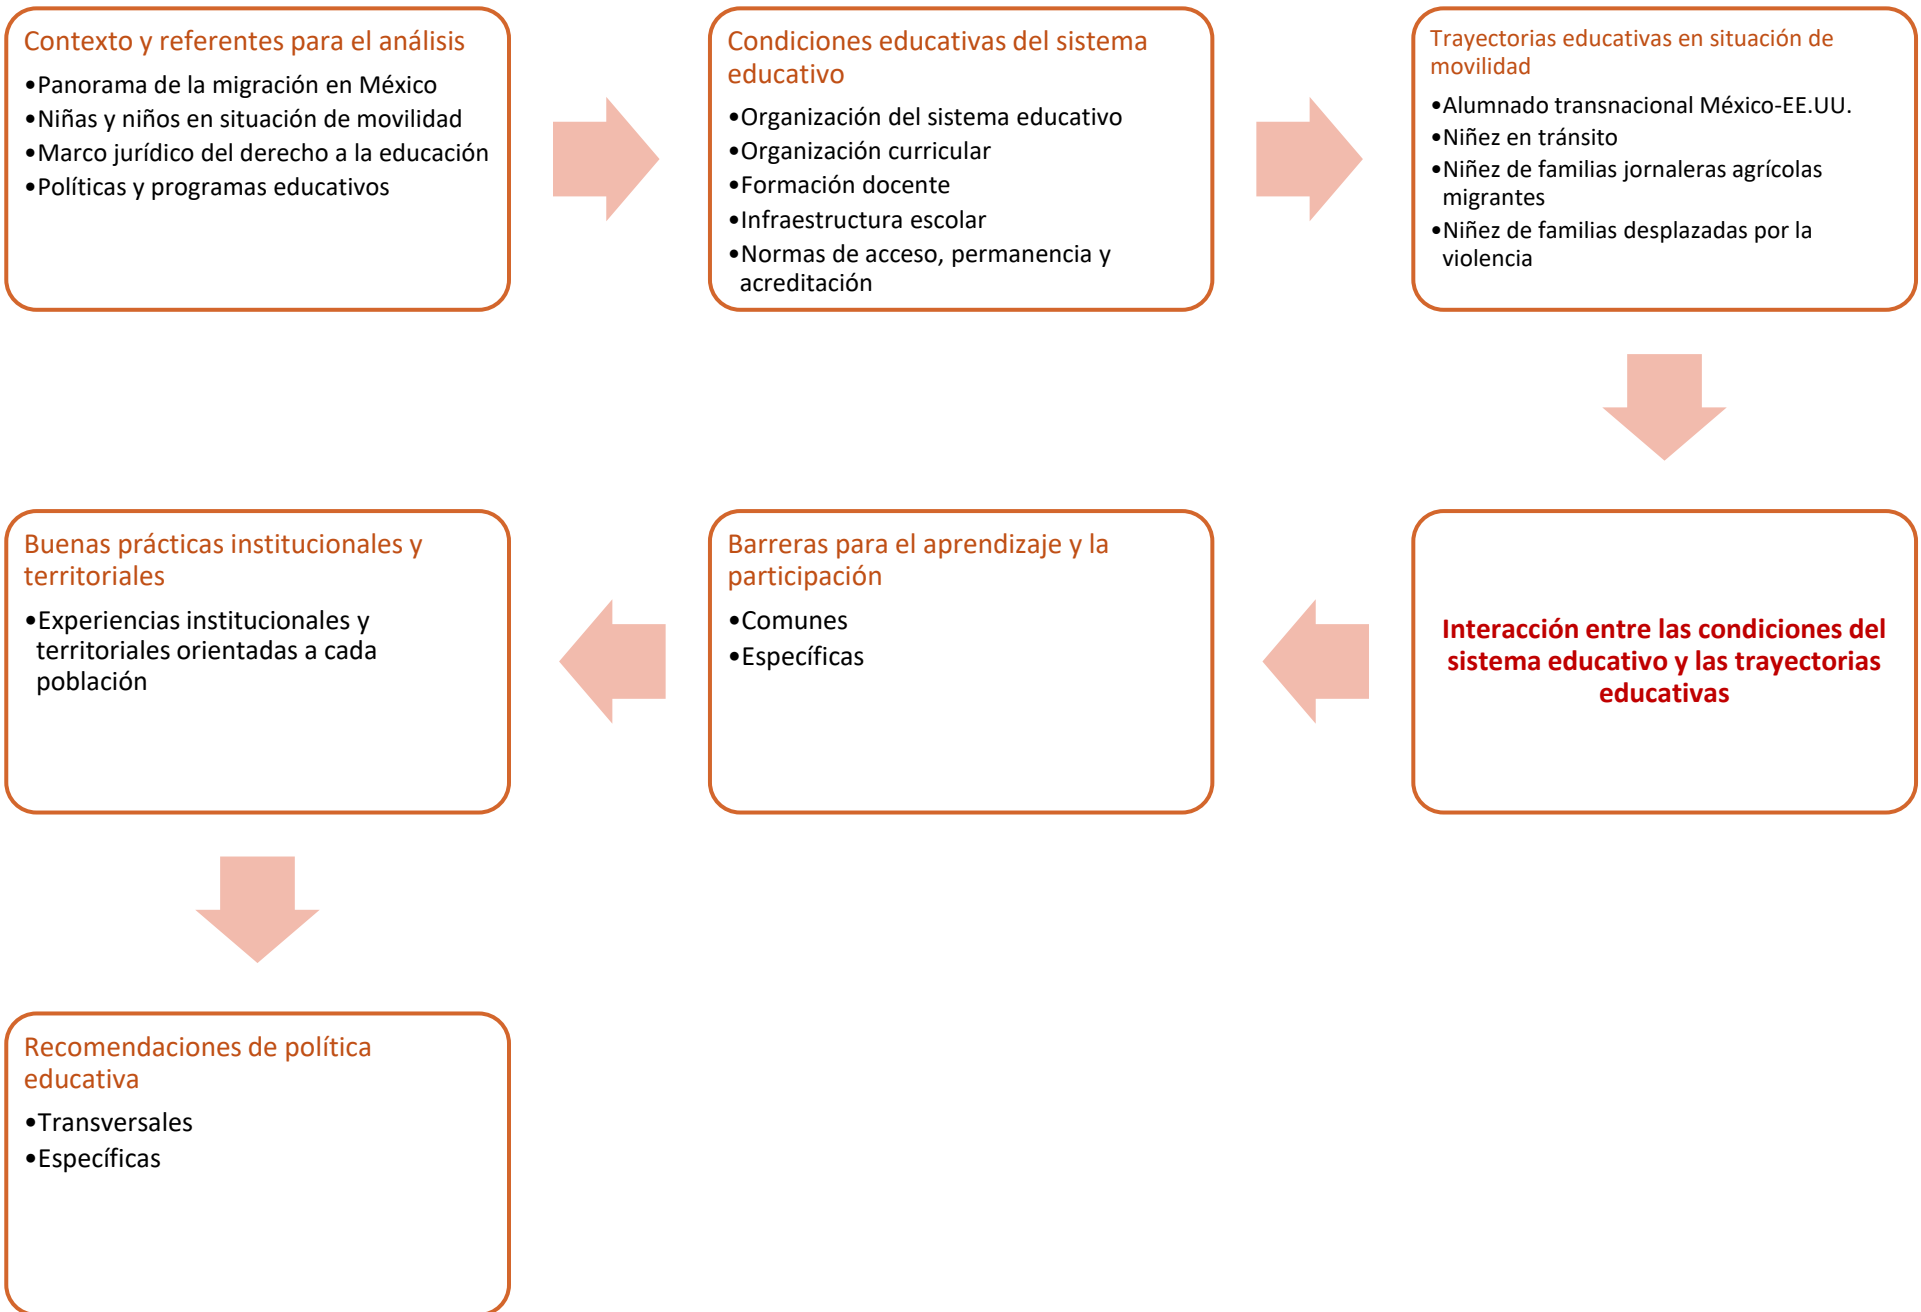 Contexto y referentes para el análisis
•Panorama de la migración en México
•Niñas y niños en situación de movilidad
•Marco jurídico del derecho a la educación
•Políticas y programas educativos
Condiciones educativas del sistema
educativo
•Organización del sistema educativo
•Organización curricular
•Formación docente
•Infraestructura escolar
•Normas de acceso, permanencia y
acreditación
Trayectorias educativas en situación de
movilidad
•Alumnado transnacional México-EE.UU.
•Niñez en tránsito
•Niñez de familias jornaleras agrícolas
migrantes
•Niñez de familias desplazadas por la
violencia
Interacción entre las condiciones del
sistema educativo y las trayectorias
educativas
Barreras para el aprendizaje y la
participación
•Comunes
•Específicas
Buenas prácticas institucionales y
territoriales
•Experiencias institucionales y
territoriales orientadas a cada
población
Recomendaciones de política
educativa
•Transversales
•Específicas